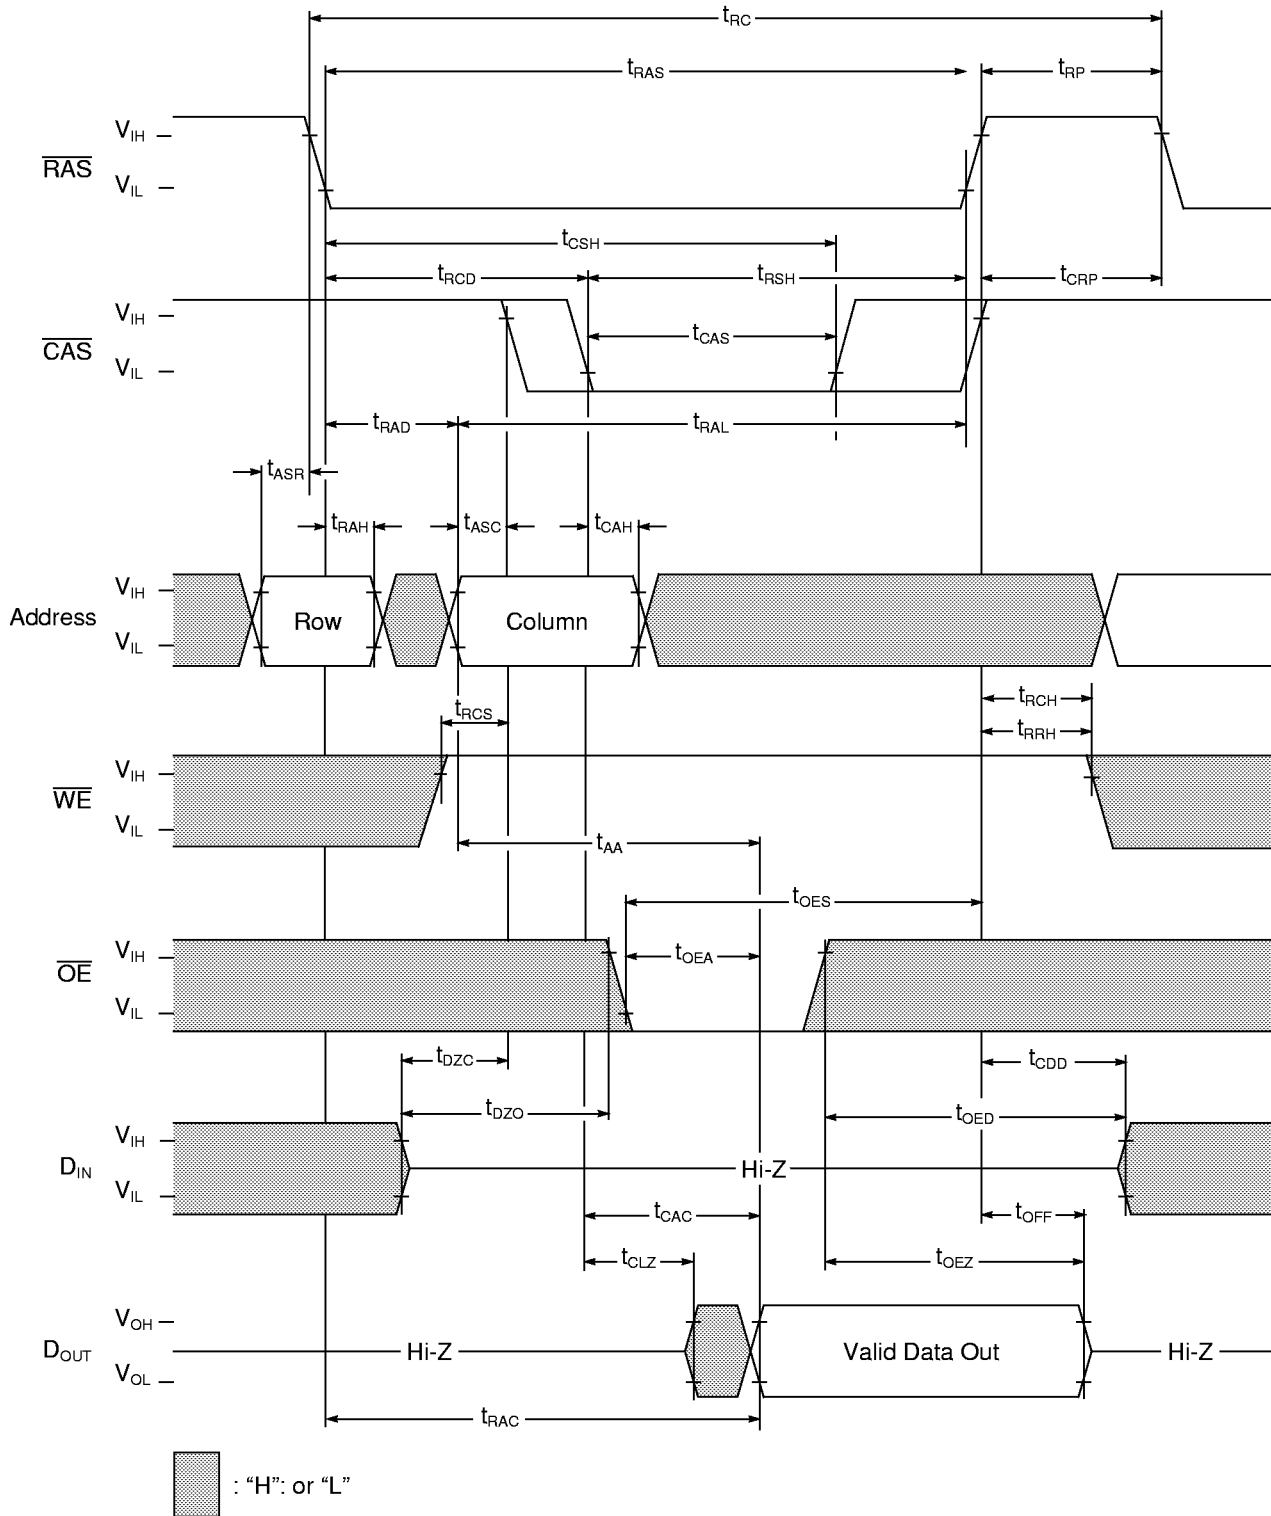 tRC
tRAS tRP
VIH
RAS
VIL
tCSH
tRCD tRSH tCRP
VIH
CAS tCAS
VIL
tRAD tRAL
tASR
tRAH tASC tCAH
VIH
Address Row Column
VIL
tRCH
tRCS
tRRH
VIH
WE
VIL
tAA
tOES
VIH
tOEA
OE
VIL
tDZC tCDD
tDZO tOED
VIH
DIN Hi-Z
VIL
tCAC tOFF
tCLZ tOEZ
VOH
DOUT Hi-Z Valid Data Out Hi-Z
VOL
tRAC
: “H”: or “L”